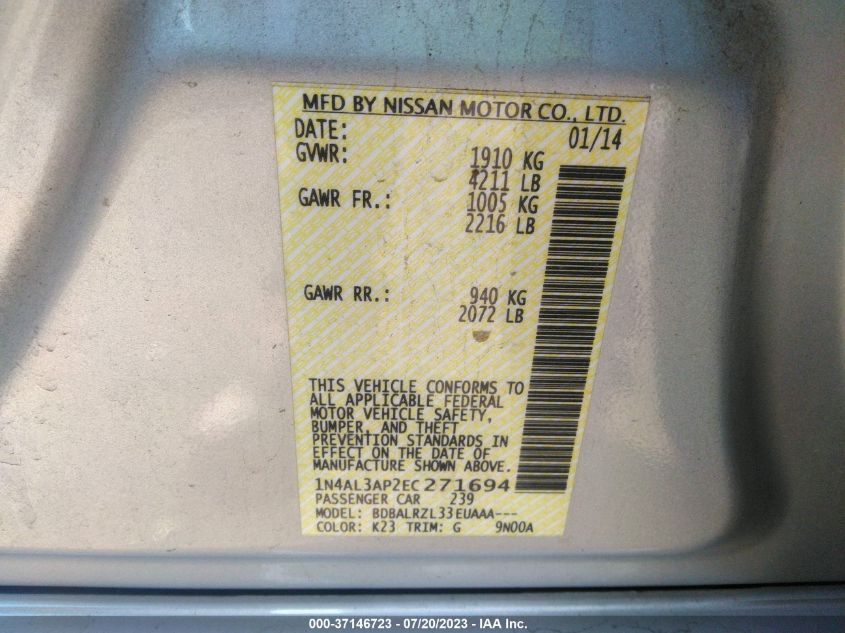 MFD BY NISSAN MOTOR CO., LTD.
DATE: 01/14
GVWR: 1910 KG
4211 LB
GAWR FR.: 1005 KG
2216 LB
GAWR RR.: 940 KG
2072 LB
THIS VEHICLE CONFORMS TO
ALL APPLICABLE FEDERAL
MOTOR VEHICLE SAFETY,
BUMPER, AND THEFT
PREVENTION STANDARDS IN
EFFECT ON THE DATE OF
MANUFACTURE SHOWN ABOVE.
1N4AL3AP2EC271694
PASSENGER CAR 239
MODEL: BDBALRZL33EUAAA---
COLOR: K23 TRIM: G 9N00A
000-37146723 - 07/20/2023 - IAA Inc.